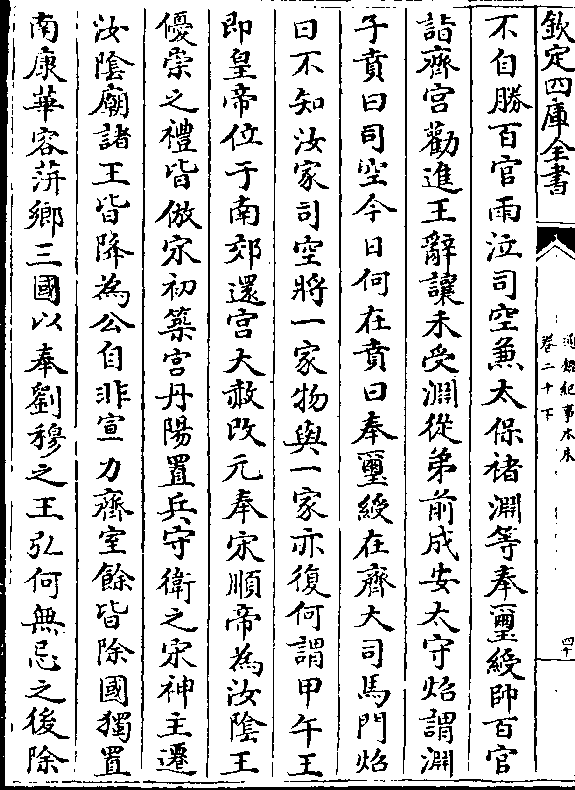 欽定四庫全書
通鑑紀事本末
卷二十下
四十
不自勝百官雨泣司空兼太保褚淵等奉璽綬帥百官
詣齊宮勸進王辭讓未受淵從弟前成安太守炤謂淵
子賁曰司空今日何在賁曰奉璽綬在齊大司馬門炤
曰不知汝家司空將一家物與一家亦復何謂甲午王
即皇帝位于南郊還宮大赦改元奉宋順帝為汝陰王
優崇之禮皆倣宋初築宮丹陽置兵守衛之宋神主遷
汝陰廟諸王皆降為公自非宣力齊室餘皆除國獨置
南康華容蓱鄉三國以奉劉穆之王弘何無忌之後除